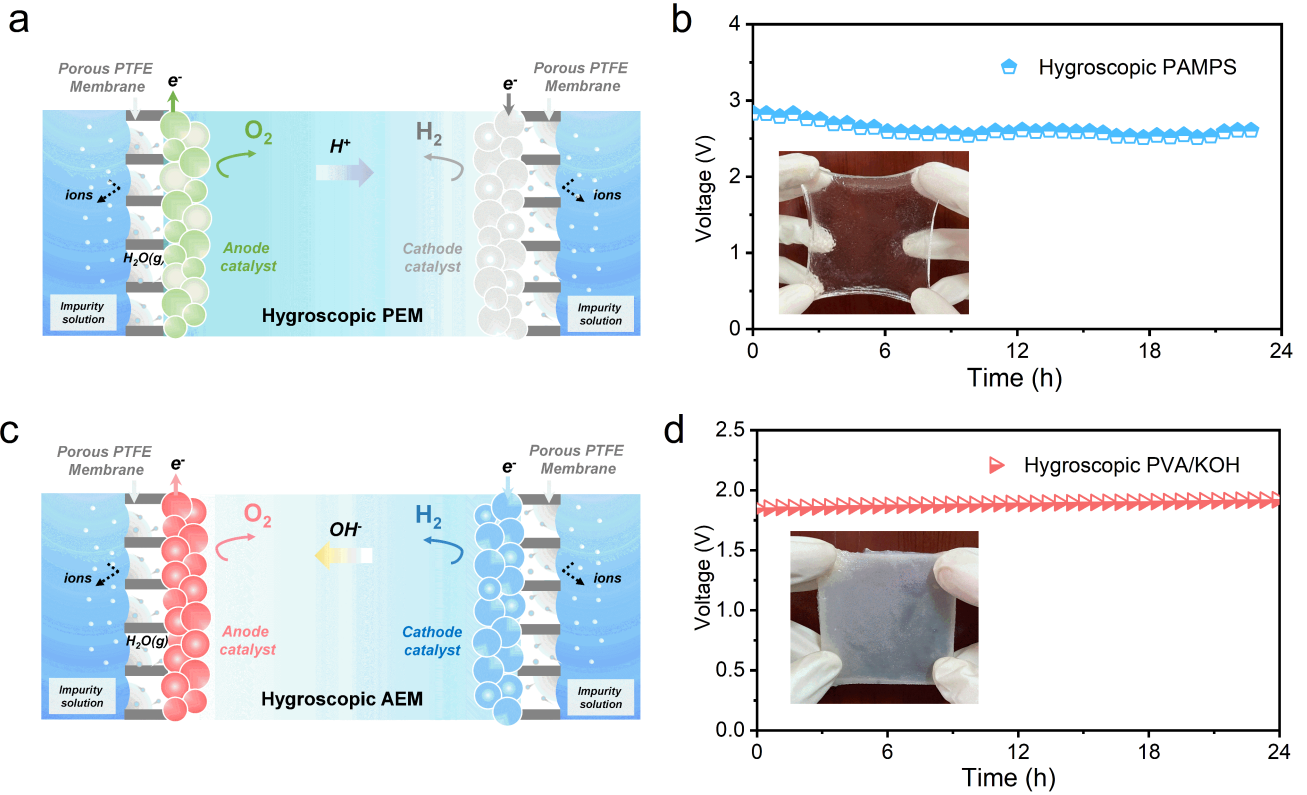 a
Porous PTFE
Membrane
e-
e-
Porous PTFE
Membrane
O2
H+
H2
ions
ions
H2O(g)
Anode
catalyst
Cathode
catalyst
Impurity
solution
Hygroscopic PEM
Impurity
solution
b
4
3
2
1
0
Voltage (V)
Hygroscopic PAMPS
0
6
12
18
24
Time (h)
c
Porous PTFE
Membrane
e-
e-
Porous PTFE
Membrane
O2
OH-
H2
ions
ions
H2O(g)
Anode
catalyst
Cathode
catalyst
Impurity
solution
Hygroscopic AEM
Impurity
solution
d
2.5
2.0
1.5
1.0
0.5
0.0
Voltage (V)
Hygroscopic PVA/KOH
0
6
12
18
24
Time (h)